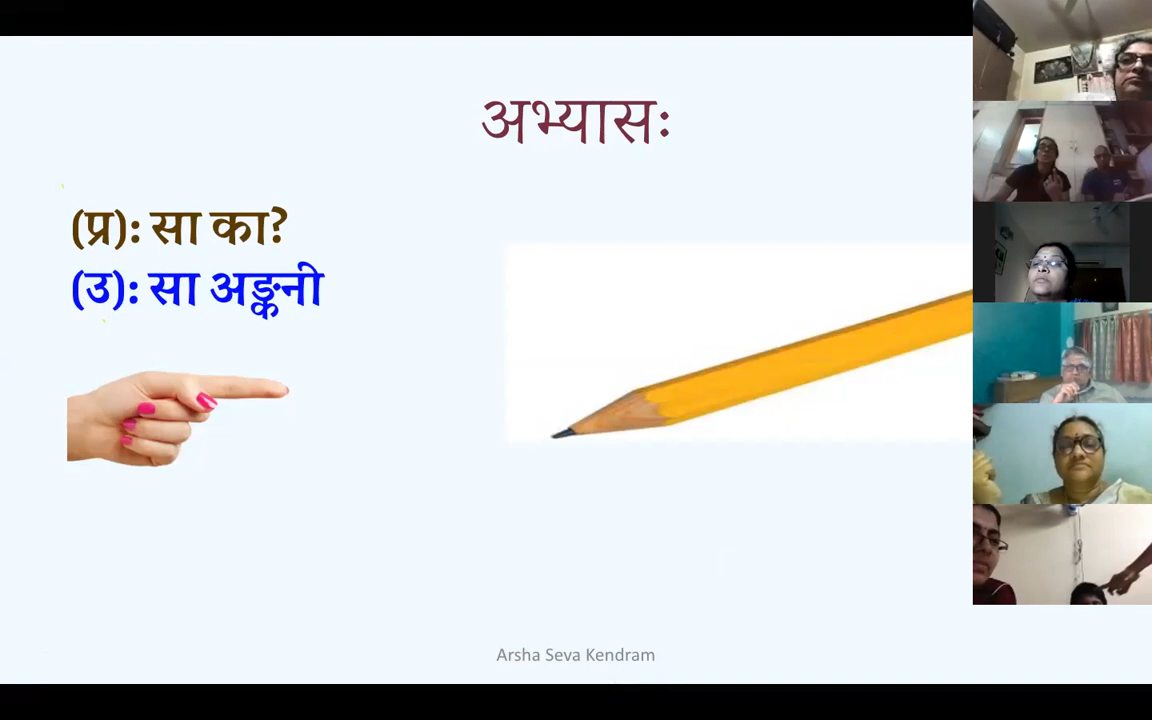 अभ्यासः
(प्र): सा का?
(उ): सा अङ्कनी
Arsha Seva Kendram